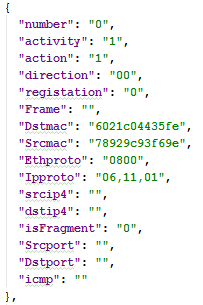 {
"number": "0",
"activity": "1",
"action": "1",
"direction": "00",
"registation": "0",
"Frame": "",
"Dstmac": "6021c04435fe",
"Srcmac": "78929c93f69e",
"Ethproto": "0800",
"Ipproto": "06,11,01",
"srcip4": "",
"dstip4": "",
"isFragment": "0",
"Srcport": "",
"Dstport": "",
"icmp": ""
},